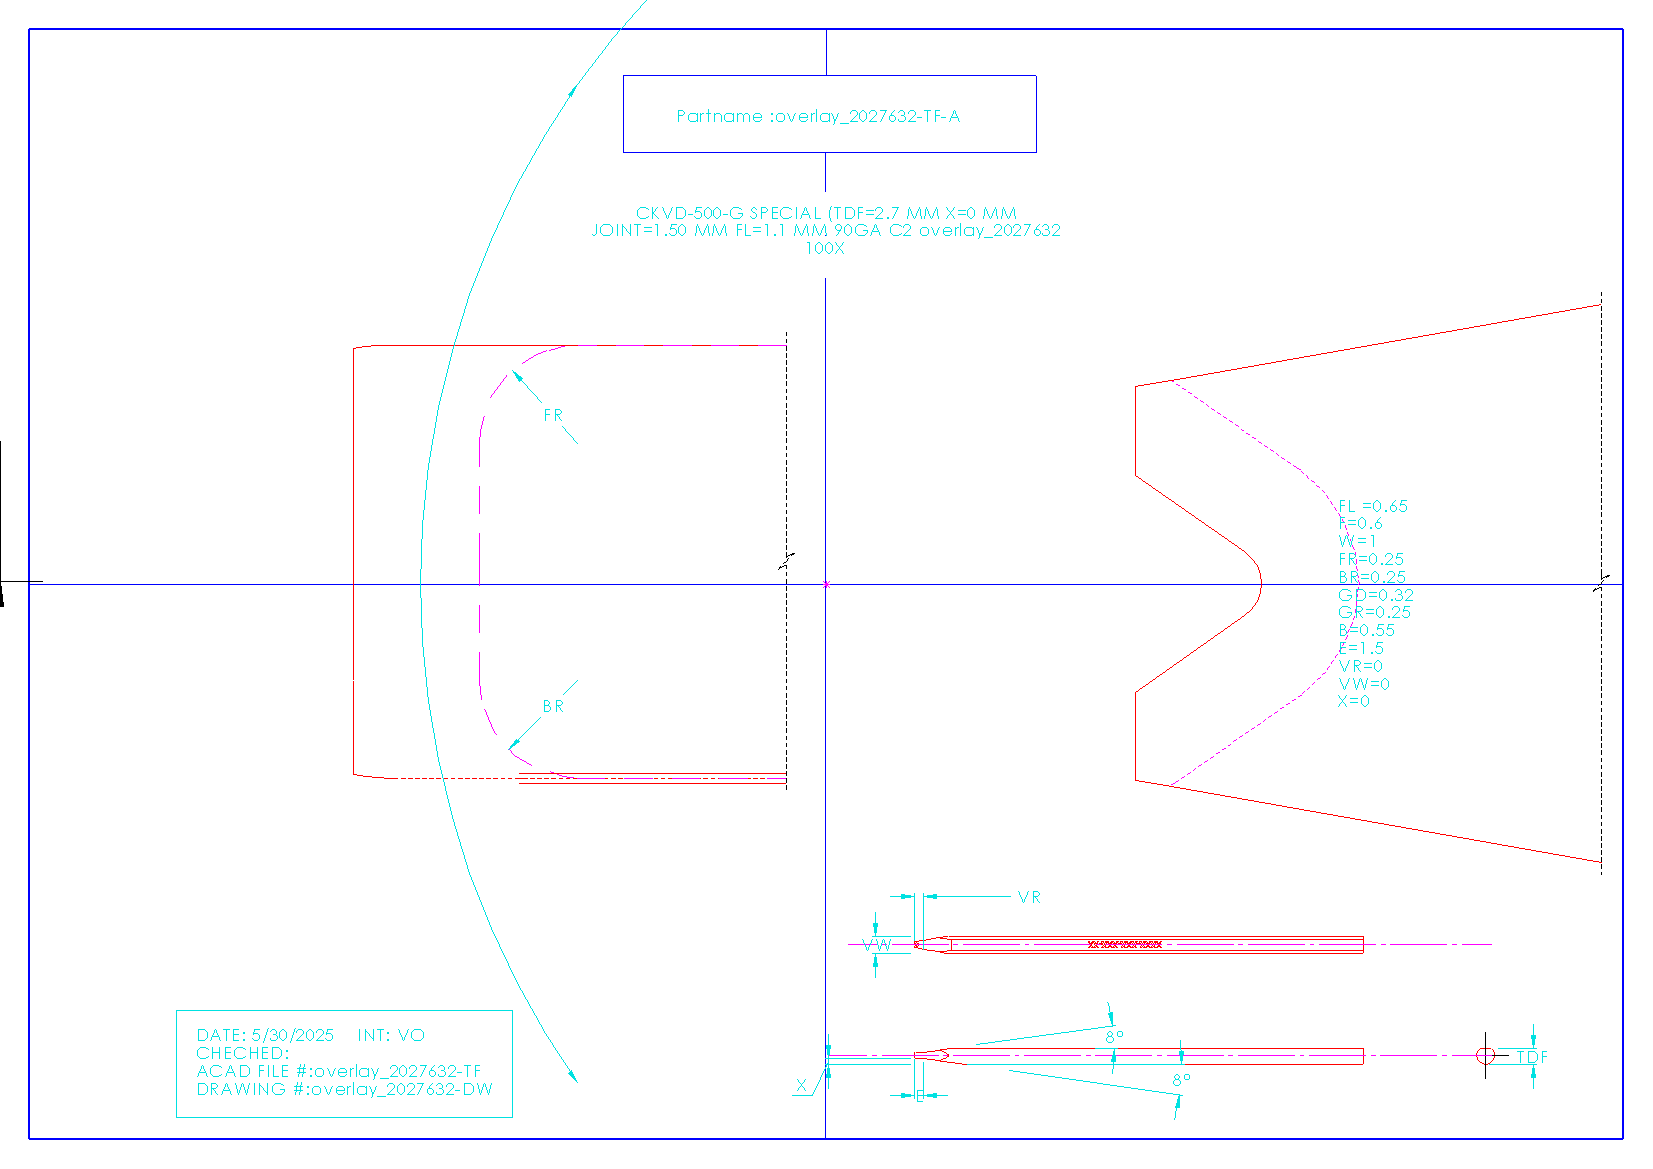 Partname :overlay_2027632-TF-A
CKVD-500-G SPECIAL (TDF=2.7 MM X=0 MM
JOINT=1.50 MM FL=1.1 MM 90GA C2 overlay_2027632
100X
FR
BR
FL =0.65
F=0.6
W=1
FR=0.25
BR=0.25
GD=0.32
GR=0.25
B=0.55
E=1.5
VR=0
VW=0
X=0
VR
VW
8°
8°
TDF
X
DATE: 5/30/2025 INT: VO
CHECHED:
ACAD FILE #:overlay_2027632-TF
DRAWING #:overlay_2027632-DW